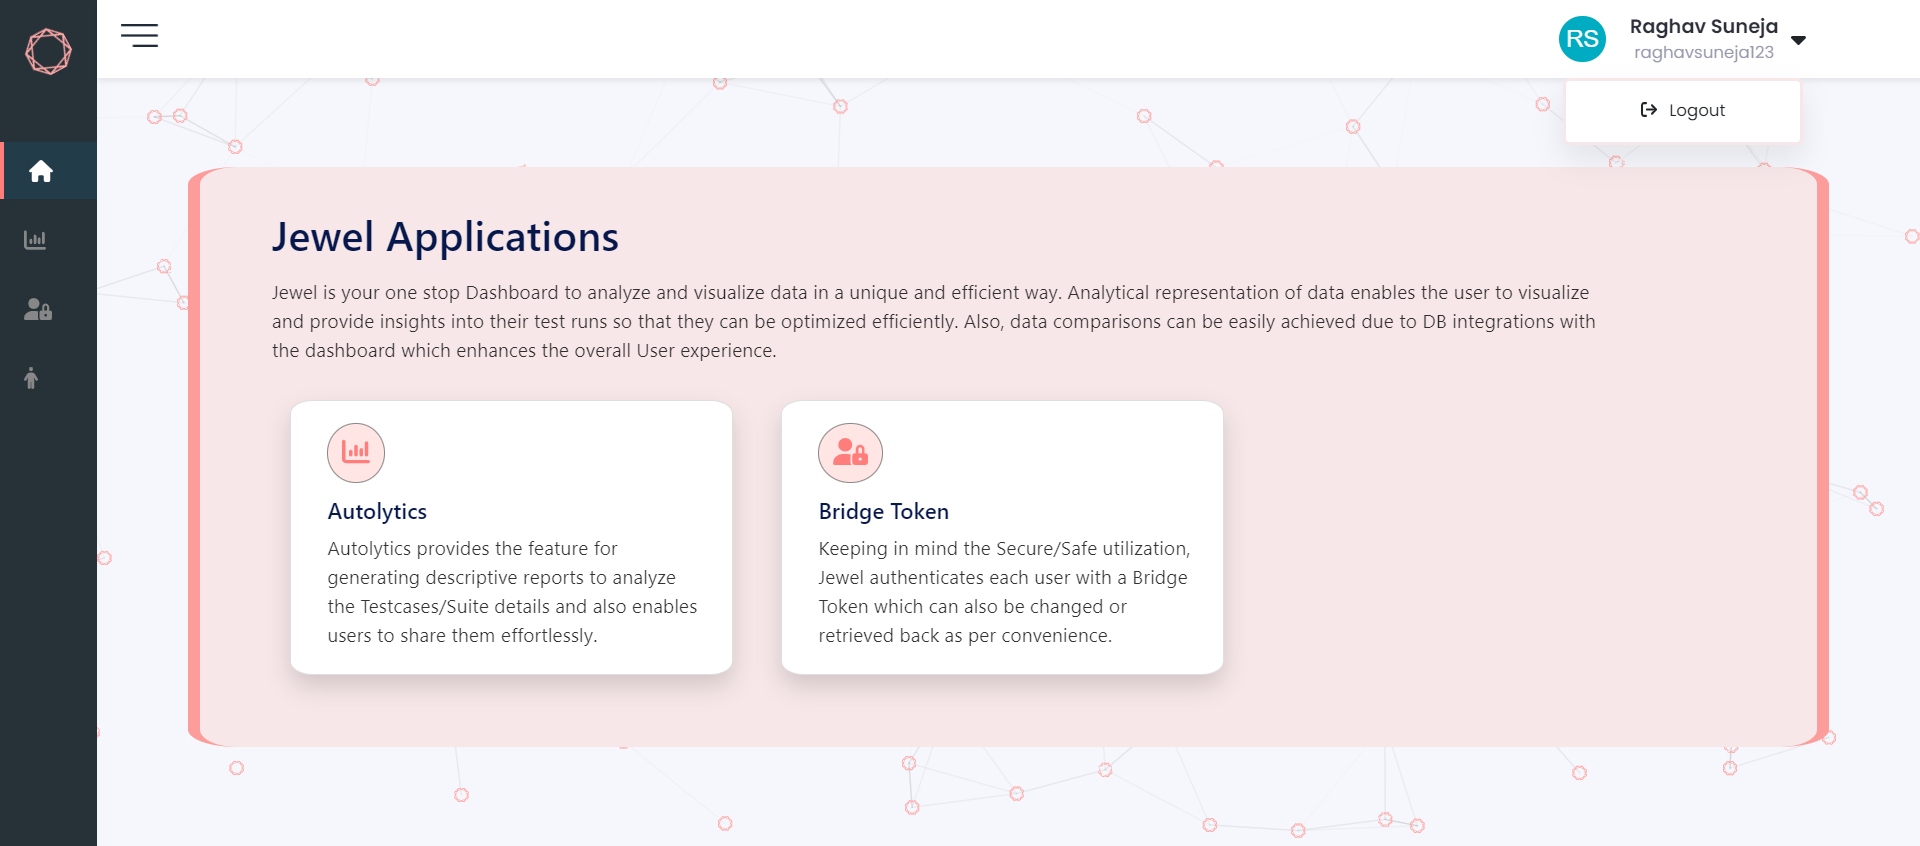 RS
Raghav Suneja
raghavsuneja123
Logout
Jewel Applications
Jewel is your one stop Dashboard to analyze and visualize data in a unique and efficient way. Analytical representation of data enables the user to visualize
and provide insights into their test runs so that they can be optimized efficiently. Also, data comparisons can be easily achieved due to DB integrations with
the dashboard which enhances the overall User experience.
Autolytics
Autolytics provides the feature for
generating descriptive reports to analyze
the Testcases/Suite details and also enables
users to share them effortlessly.
Bridge Token
Keeping in mind the Secure/Safe utilization,
Jewel authenticates each user with a Bridge
Token which can also be changed or
retrieved back as per convenience.